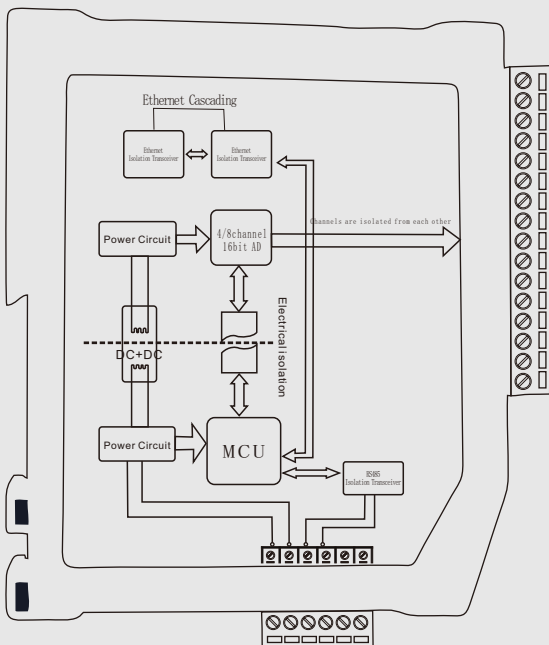 Ethernet Cascading
Ethernet
Isolation Transceiver
Ethernet
Isolation Transceiver
Channels are isolated from each other
Power Circuit
4/8channel
16bit AD
Electrical isolation
DC+DC
Power Circuit
MCU
RS485
Isolation Transceiver